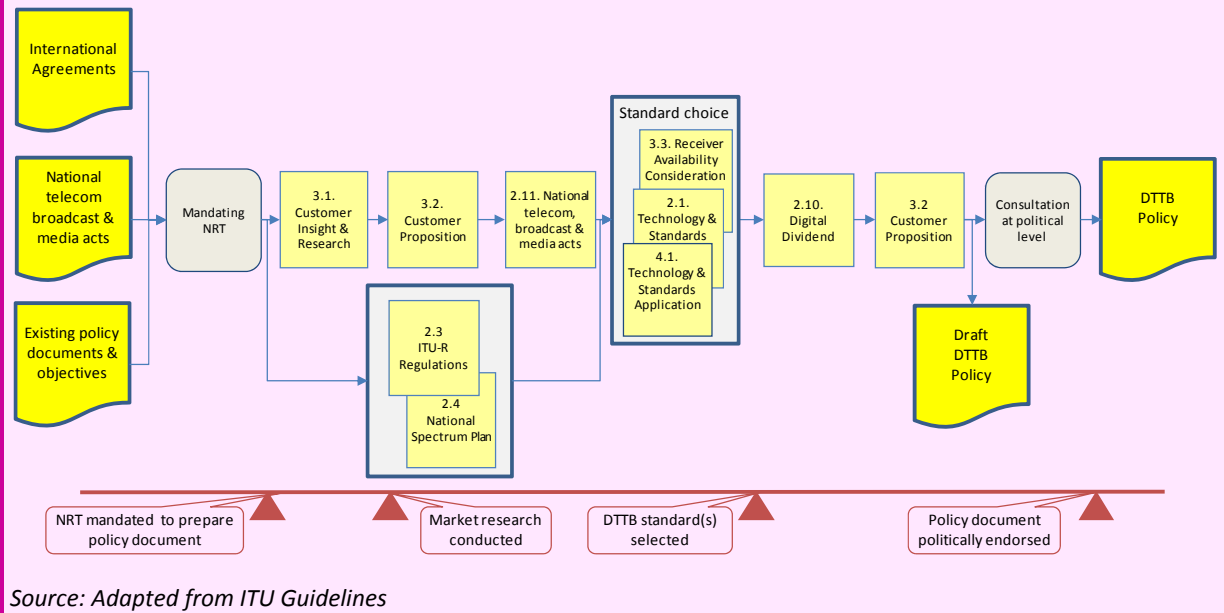 International
Agreements
National
telecom
broadcast &
media acts
Existing policy
documents &
objectives
Mandating
NRT
3.1.
Customer
Insight &
Research
3.2.
Customer
Proposition
2.11. National
telecom,
broadcast &
media acts
2.3
ITU-R
Regulations
2.4
National
Spectrum Plan
Standard choice
3.3. Receiver
Availability
Consideration
2.1.
Technology &
Standards
4.1.
Technology &
Standards
Application
2.10.
Digital
Dividend
3.2
Customer
Proposition
Consultation
at political
level
DTTB
Policy
Draft
DTTB
Policy
NRT mandated to prepare
policy document
Market research
conducted
DTTB standard(s)
selected
Policy document
politically endorsed
Source: Adapted from ITU Guidelines